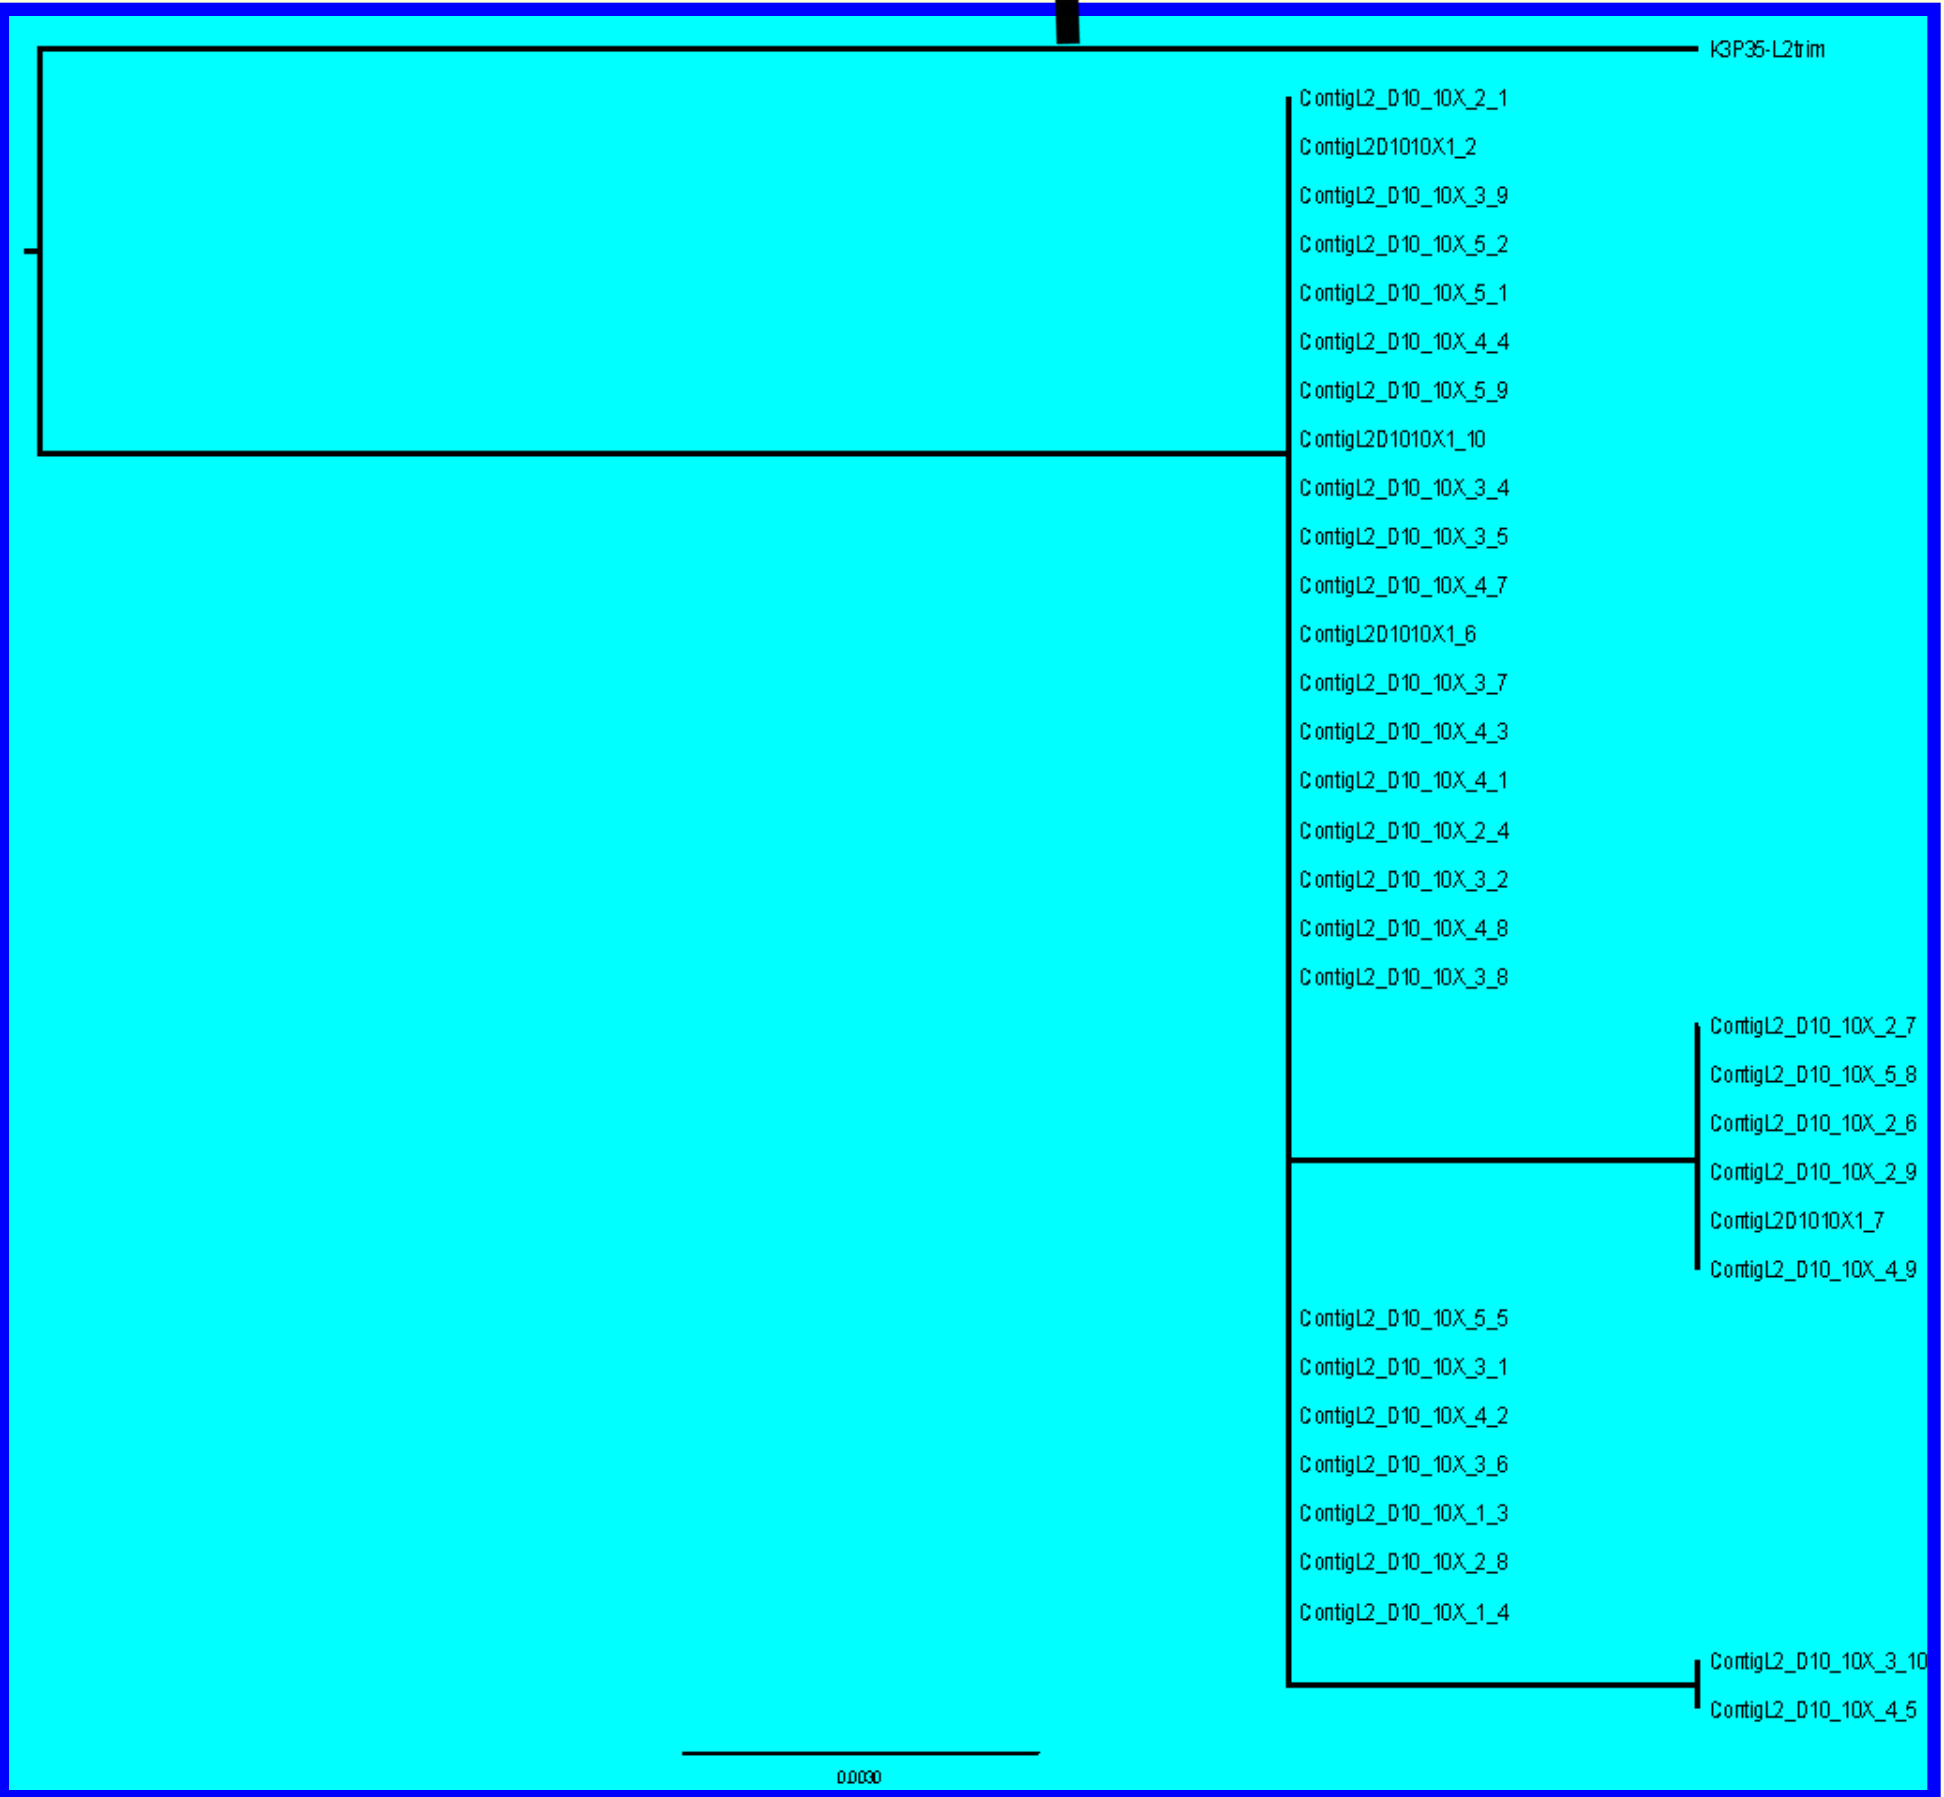 K3P35-L2trim
ContigL2_D10_10X_2_1
ContigL2D1010X1_2
ContigL2_D10_10X_3_9
ContigL2_D10_10X_5_2
ContigL2_D10_10X_5_1
ContigL2_D10_10X_4_4
ContigL2_D10_10X_5_9
ContigL2D1010X1_10
ContigL2_D10_10X_3_4
ContigL2_D10_10X_3_5
ContigL2_D10_10X_4_7
ContigL2D1010X1_6
ContigL2_D10_10X_3_7
ContigL2_D10_10X_4_3
ContigL2_D10_10X_4_1
ContigL2_D10_10X_2_4
ContigL2_D10_10X_3_2
ContigL2_D10_10X_4_8
ContigL2_D10_10X_3_8
ContigL2_D10_10X_2_7
ContigL2_D10_10X_5_8
ContigL2_D10_10X_2_6
ContigL2_D10_10X_2_9
ContigL2D1010X1_7
ContigL2_D10_10X_4_9
ContigL2_D10_10X_5_5
ContigL2_D10_10X_3_1
ContigL2_D10_10X_4_2
ContigL2_D10_10X_3_6
ContigL2_D10_10X_1_3
ContigL2_D10_10X_2_8
ContigL2_D10_10X_1_4
ContigL2_D10_10X_3_10
ContigL2_D10_10X_4_5
0.0030